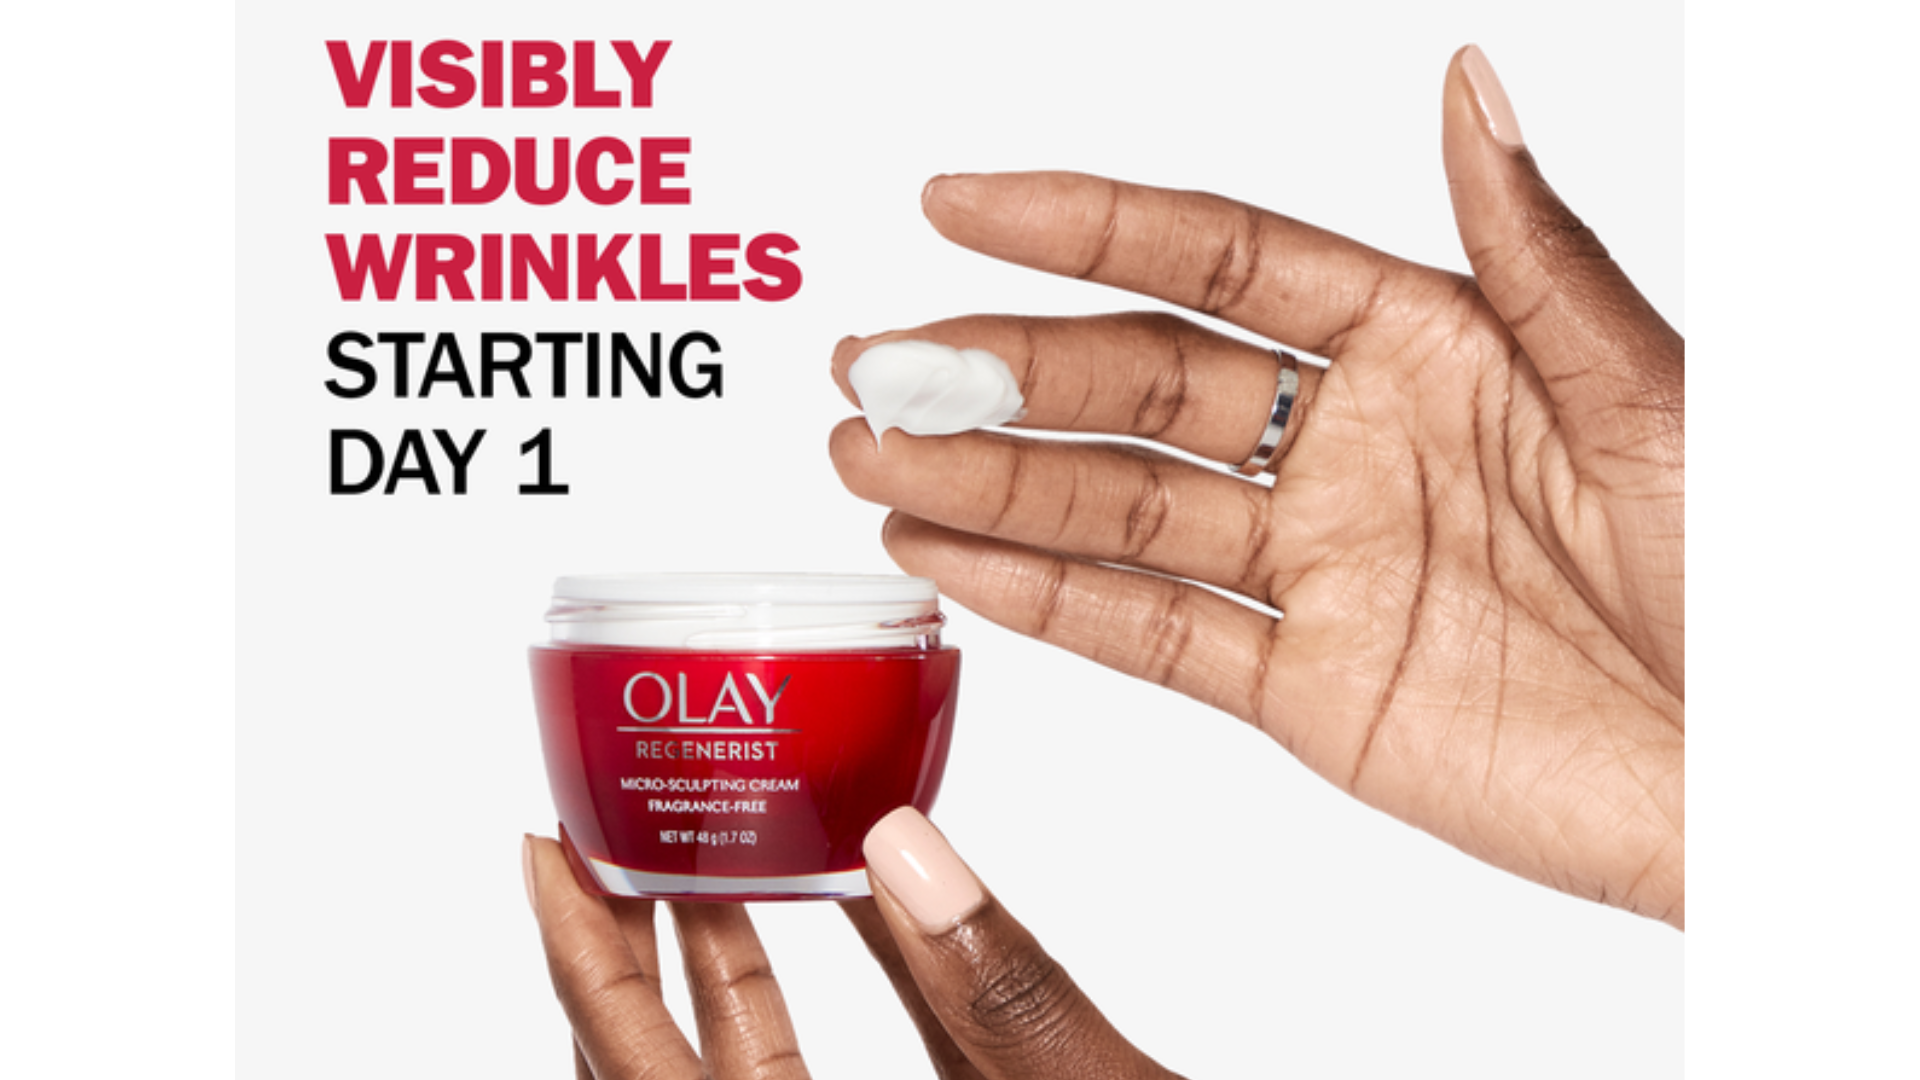 VISIBLY
REDUCE
WRINKLES
STARTING
DAY 1
OLAY
REGENERIST
MICRO-SCULPTING CREAM
FRAGRANCE-FREE
NET WT 48 g (1.7 OZ)